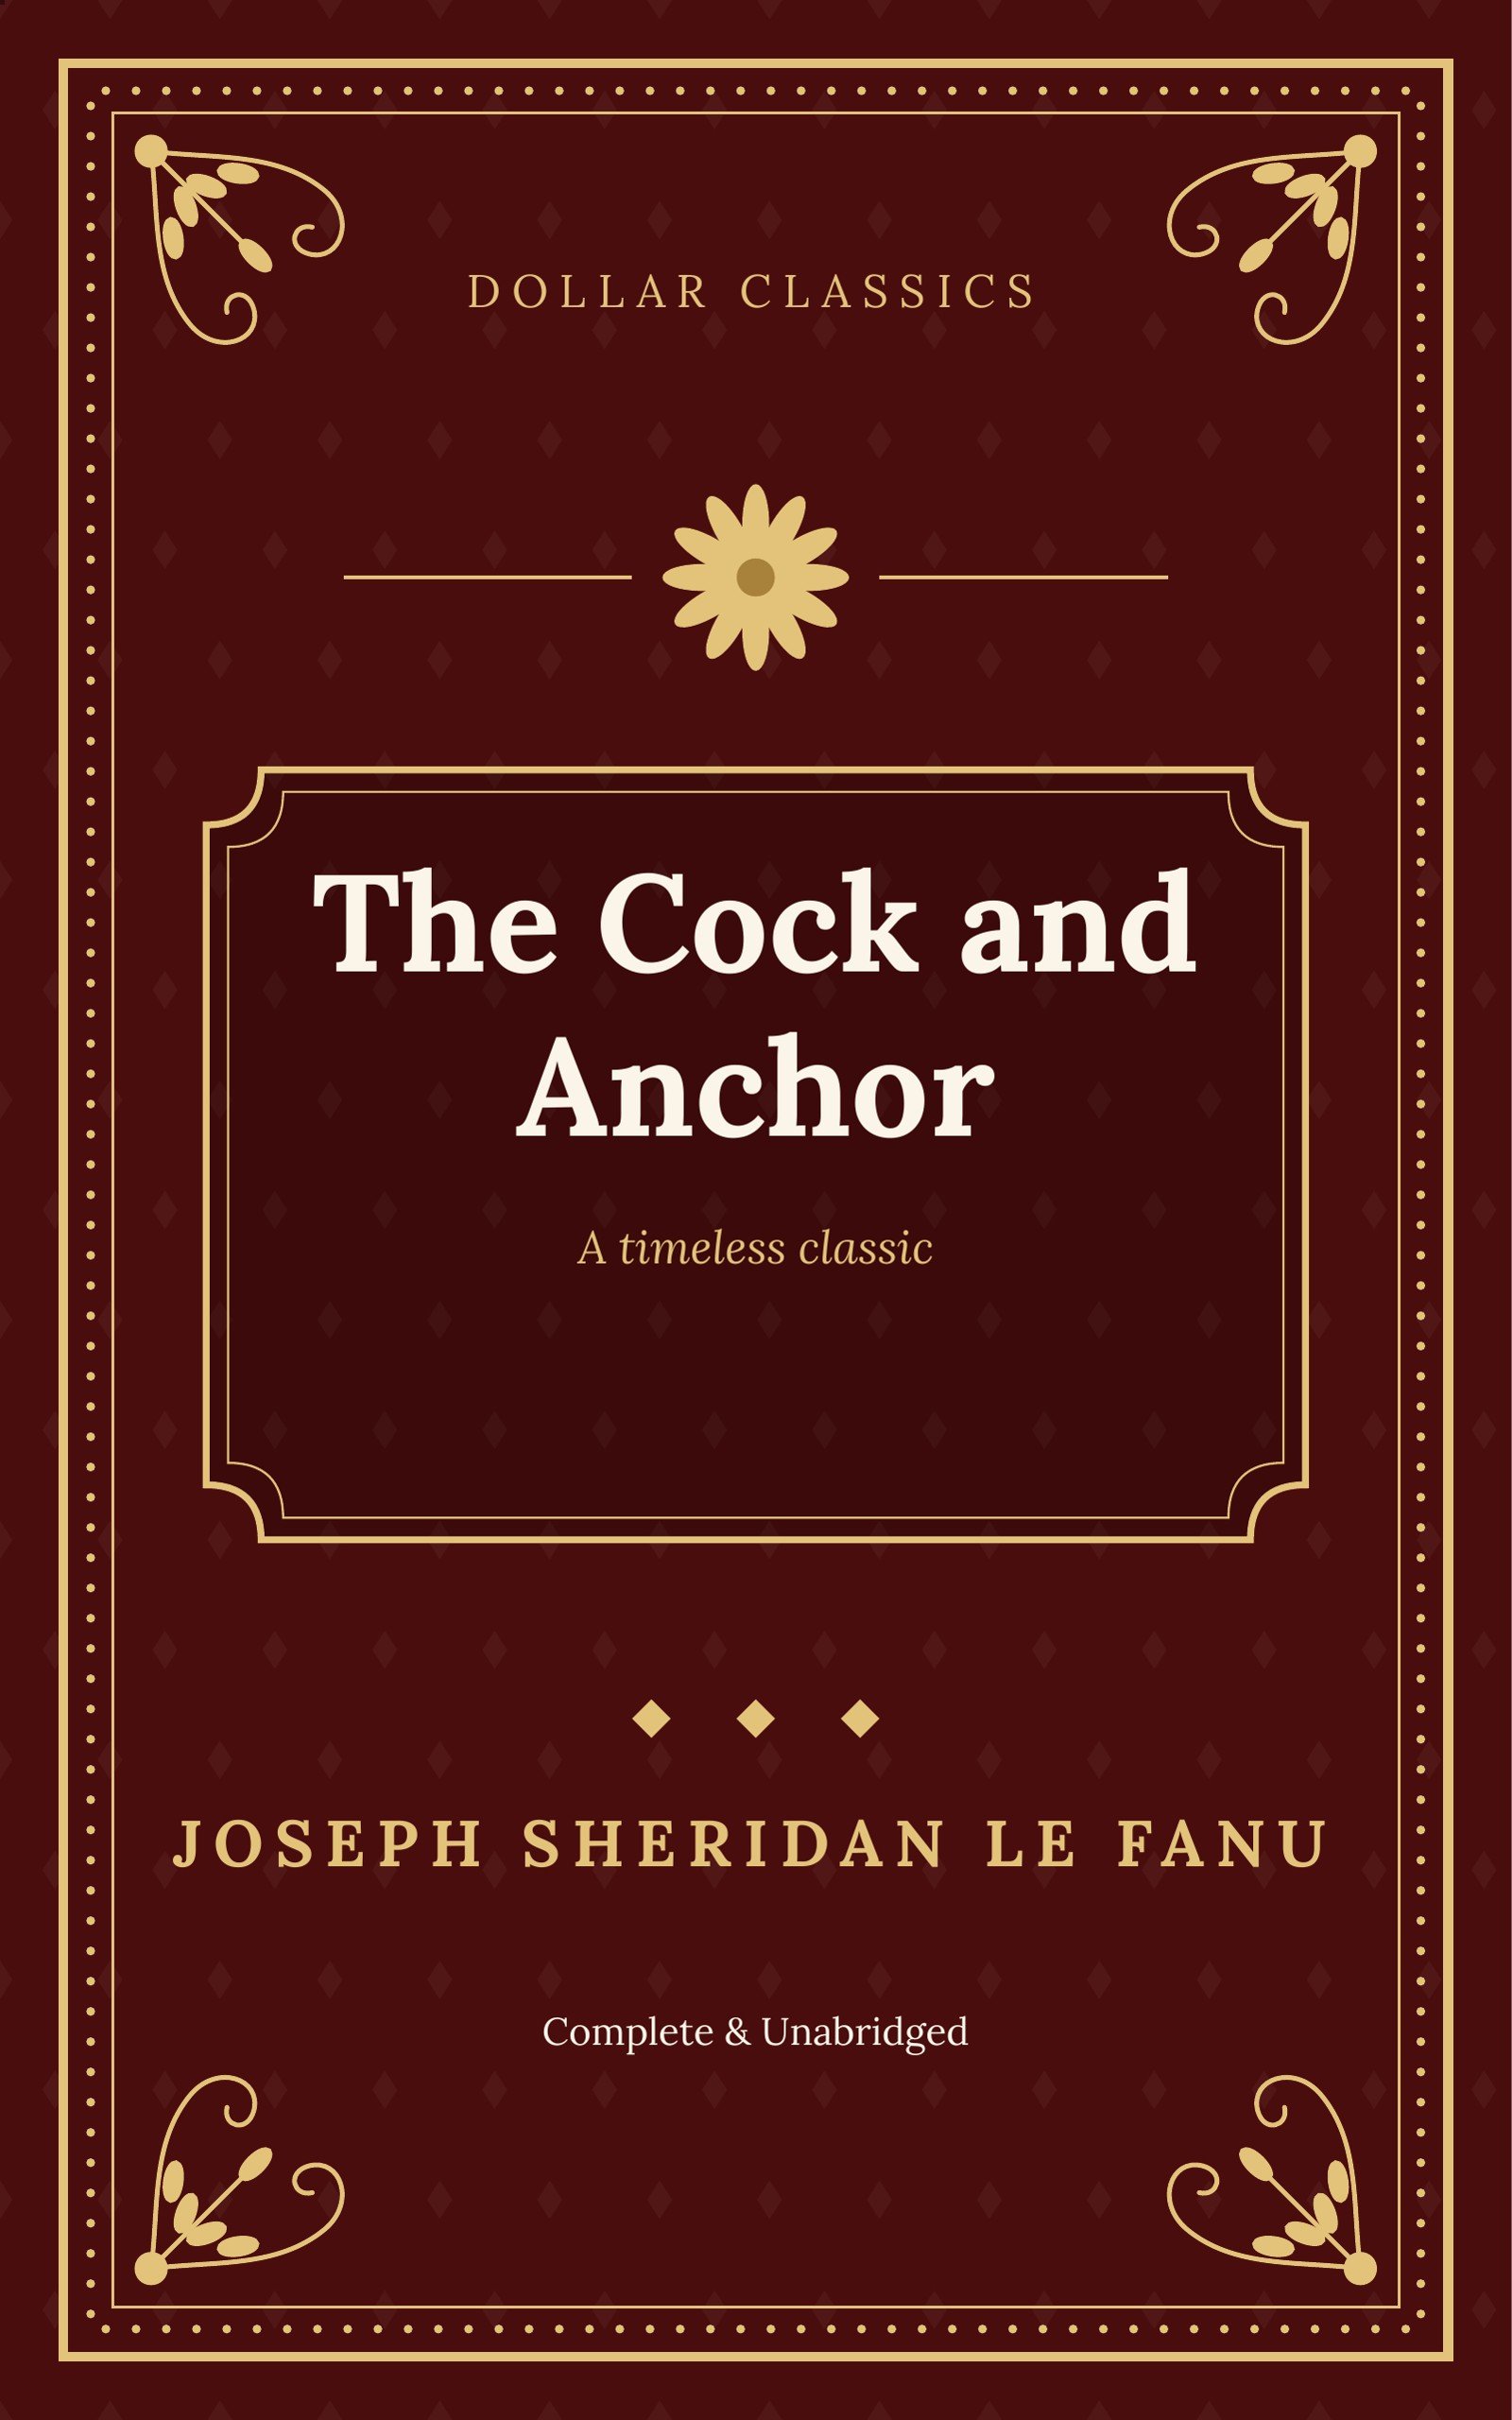 DOLLAR CLASSICS
The Cock and
Anchor
A timeless classic
JOSEPH SHERIDAN LE FANU
Complete & Unabridged